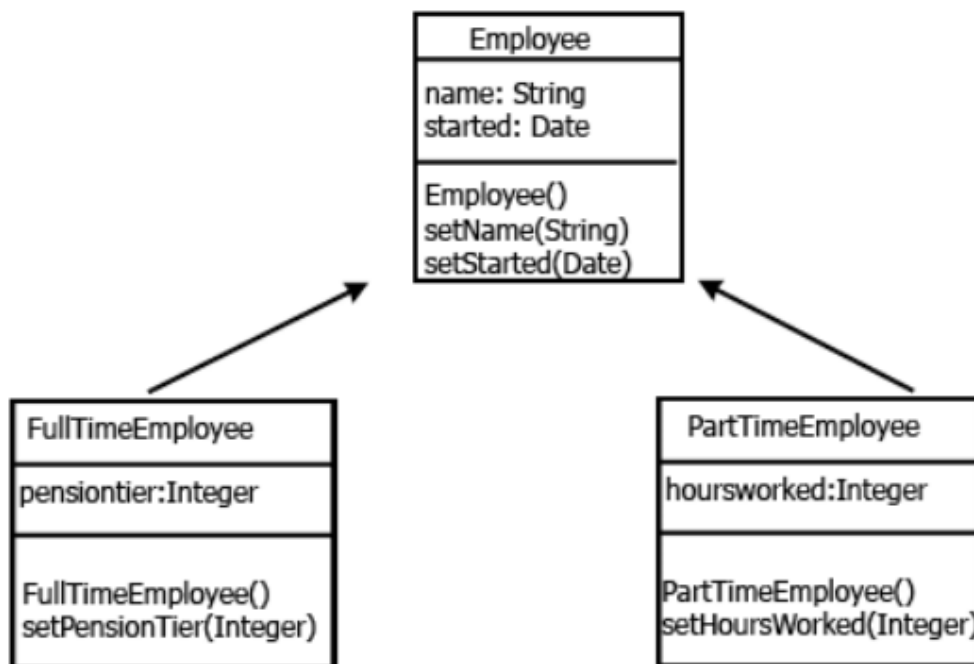 Employee
name: String
started: Date
Employee()
setName(String)
setStarted(Date)
FullTimeEmployee
pensiontier:Integer
FullTimeEmployee()
setPensionTier(Integer)
PartTimeEmployee
hoursworked:Integer
PartTimeEmployee()
setHoursWorked(Integer)